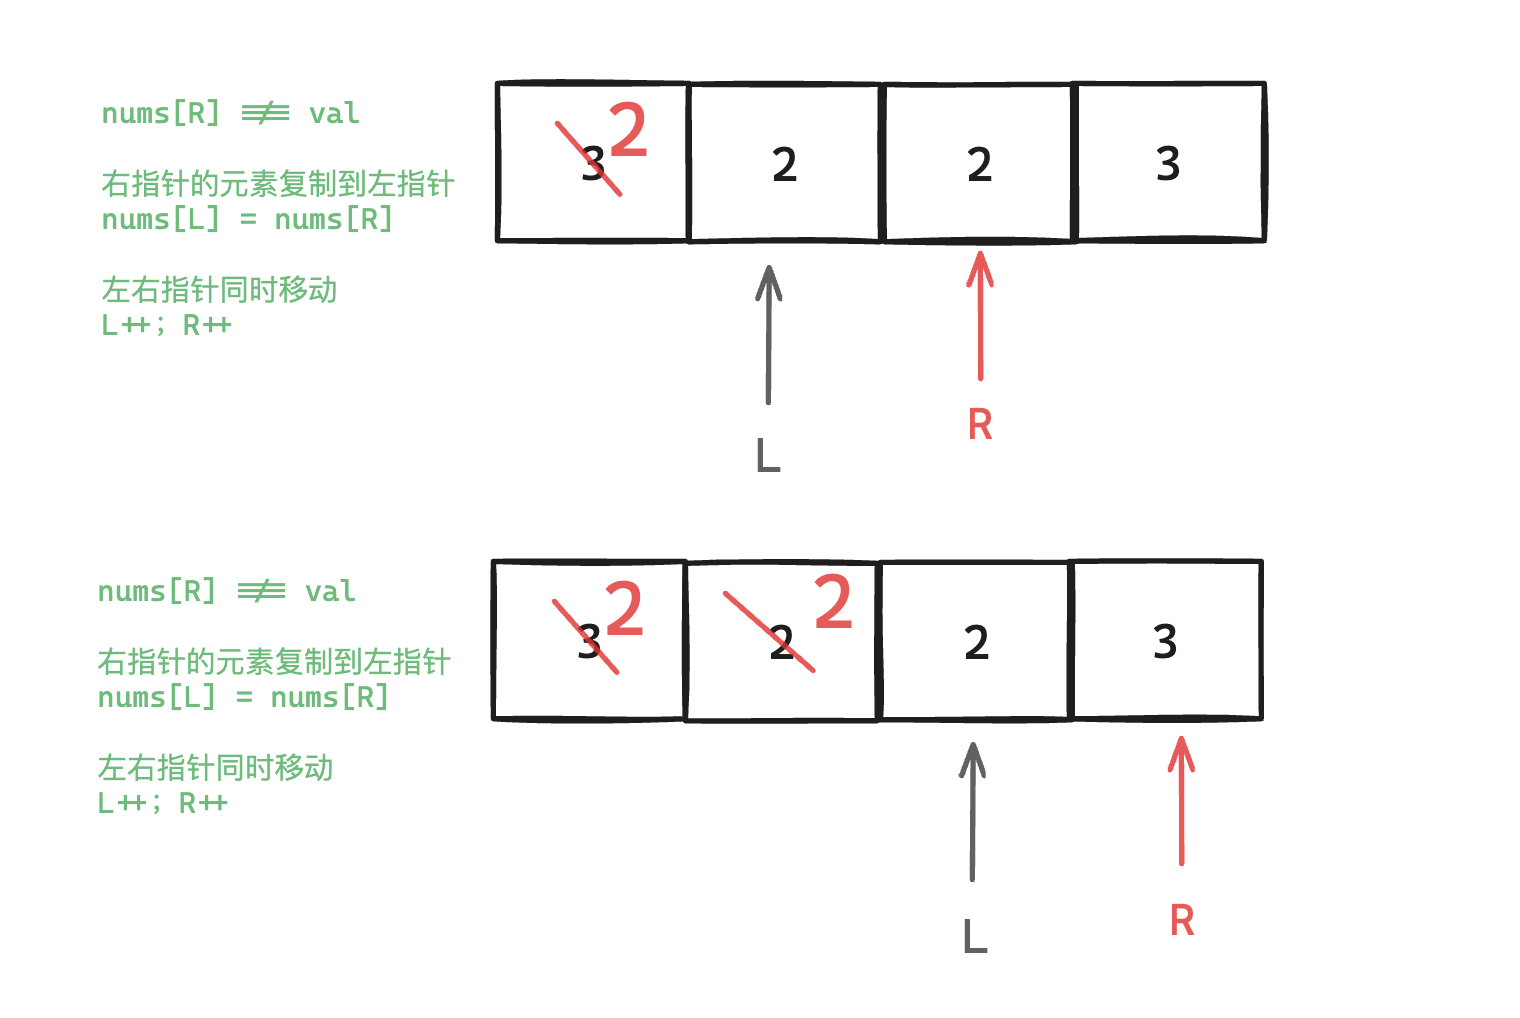 nums[R] !== val
右指针的元素复制到左指针
nums[L] = nums[R]
左右指针同时移动
L++; R++
3 2 2 2 3
L
R
nums[R] !== val
右指针的元素复制到左指针
nums[L] = nums[R]
左右指针同时移动
L++; R++
3 2 2 2 2 3
L
R